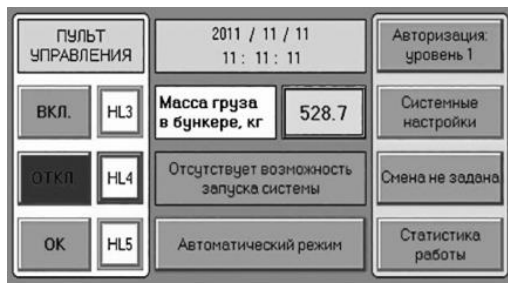 ПУЛЬТ
УПРАВЛЕНИЯ
2011 / 11 / 11
11 : 11 : 11
Авторизация:
уровень 1
ВКЛ.
HL3
Масса груза
в бункере, кг
528.7
Системные
настройки
ОТКЛ
HL4
Отсутствует возможность
запуска системы
Смена не задана
ОК
HL5
Автоматический режим
Статистика
работы